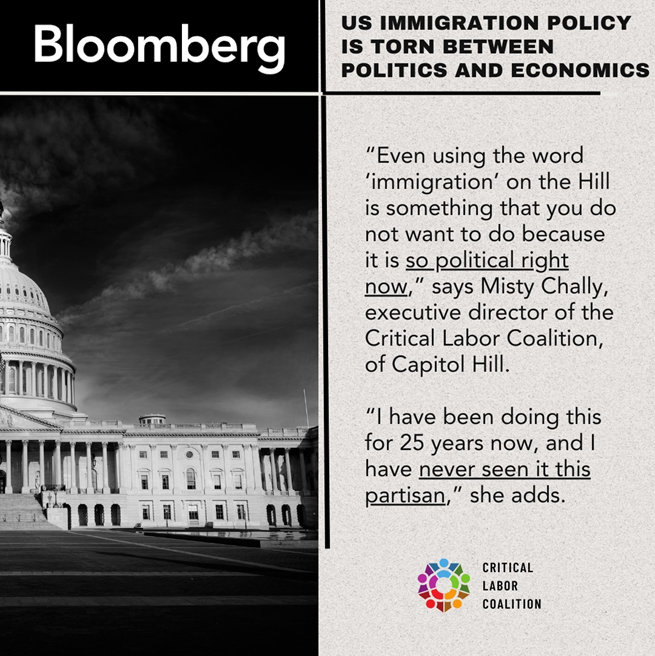 Bloomberg
US IMMIGRATION POLICY
IS TORN BETWEEN
POLITICS AND ECONOMICS
“Even using the word
‘immigration’ on the Hill
is something that you do
not want to do because
it is so political right
now,” says Misty Chally,
executive director of the
Critical Labor Coalition,
of Capitol Hill.
“I have been doing this
for 25 years now, and I
have never seen it this
partisan,” she adds.
CRITICAL
LABOR
COALITION